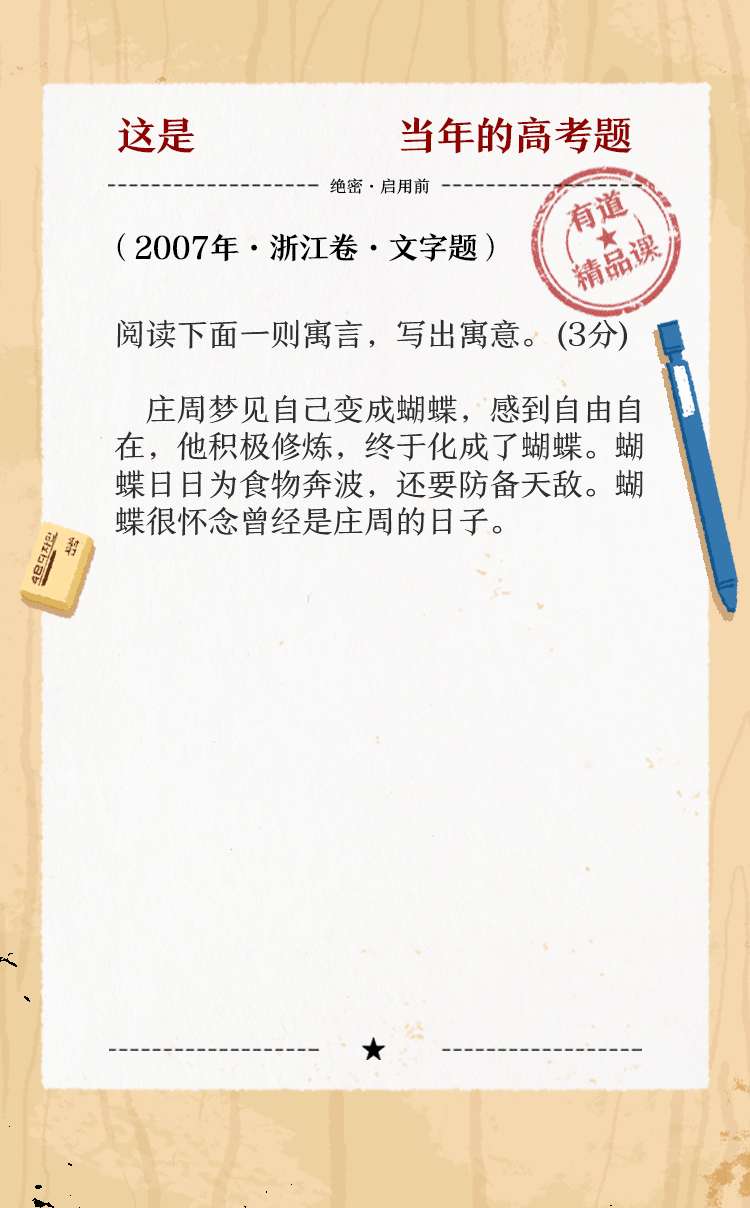 这是 当年的高考题
绝密·启用前
有道
精品课
（2007年·浙江卷·文字题）
阅读下面一则寓言，写出寓意。(3分)
庄周梦见自己变成蝴蝶，感到自由自
在，他积极修炼，终于化成了蝴蝶。蝴
蝶日日为食物奔波，还要防备天敌。蝴
蝶很怀念曾经是庄周的日子。